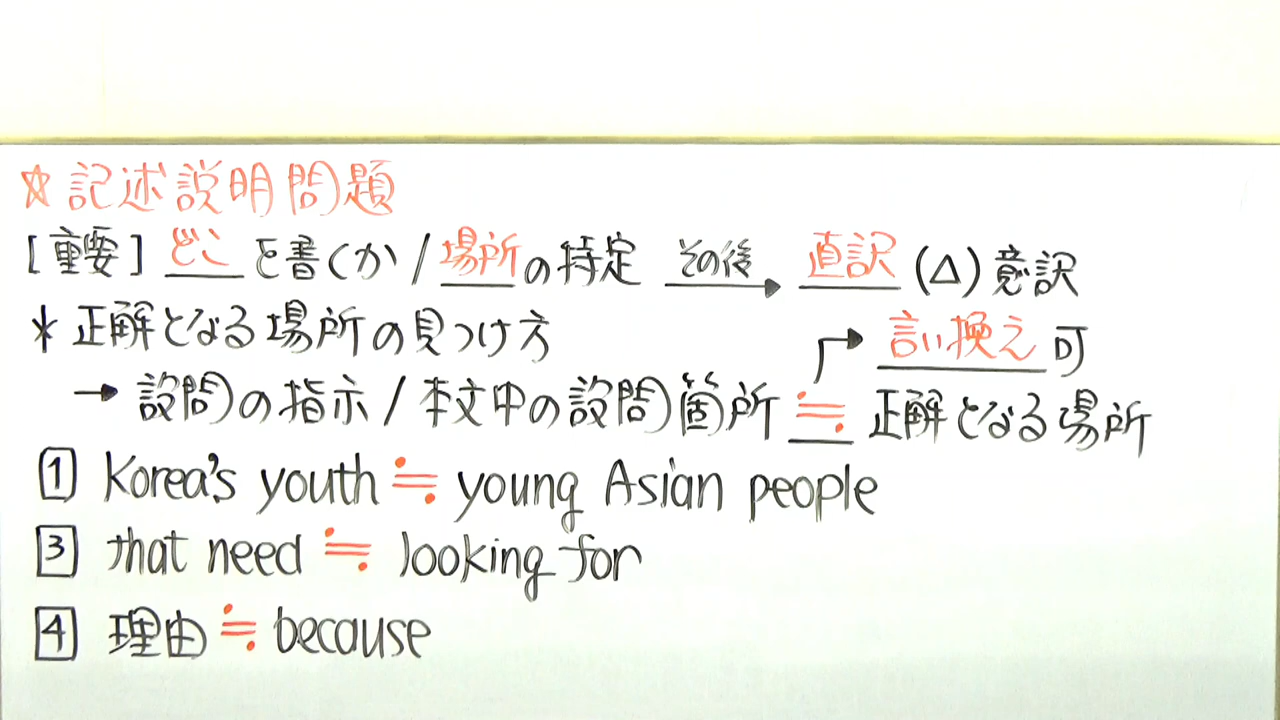 ☆記述説明問題
[重要] どこを書くか / 場所の特定 その後→ 直訳 (△) 意訳
* 正解となる場所の見つけ方 → 言い換え可
→ 設問の指示 / 本文中の設問箇所 ≒ 正解となる場所
1 Korea's youth ≒ young Asian people
3 that need ≒ looking for
4 理由 ≒ because